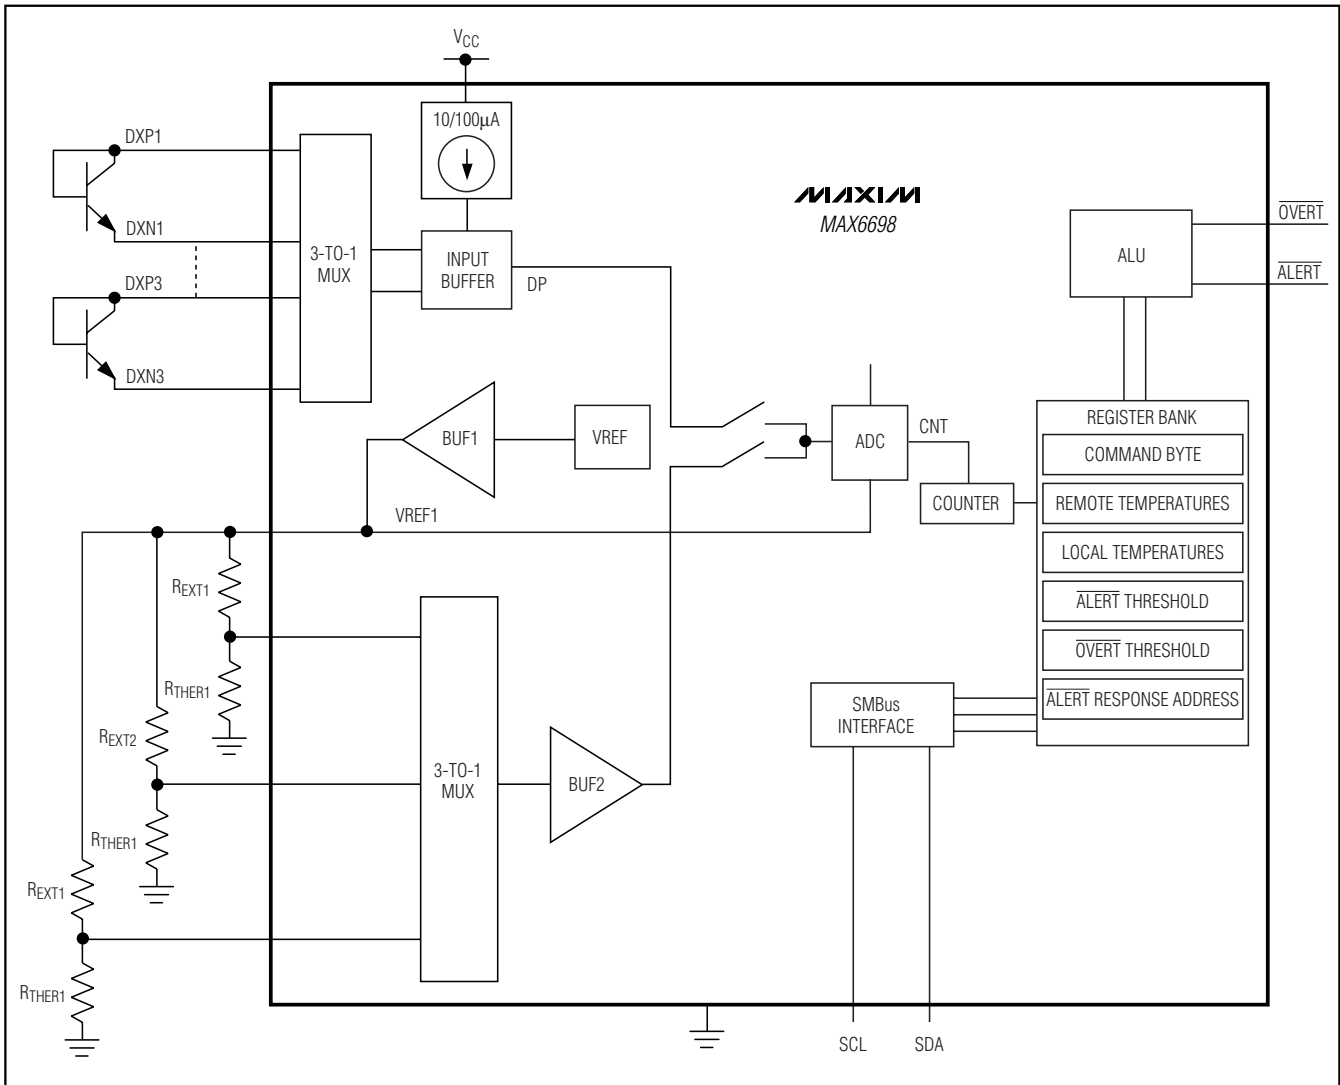 VCC
10/100μA
DXP1
MAXIM
MAX6698
OVERT
DXN1
3-TO-1
MUX
INPUT
BUFFER
ALU
DP
ALERT
DXP3
DXN3
REGISTER BANK
BUF1
VREF
ADC
CNT
COMMAND BYTE
COUNTER
REMOTE TEMPERATURES
VREF1
LOCAL TEMPERATURES
REXT1
ALERT THRESHOLD
OVERT THRESHOLD
RTHER1
SMBus
INTERFACE
ALERT RESPONSE ADDRESS
REXT2
3-TO-1
MUX
BUF2
RTHER1
REXT1
RTHER1
SCL
SDA